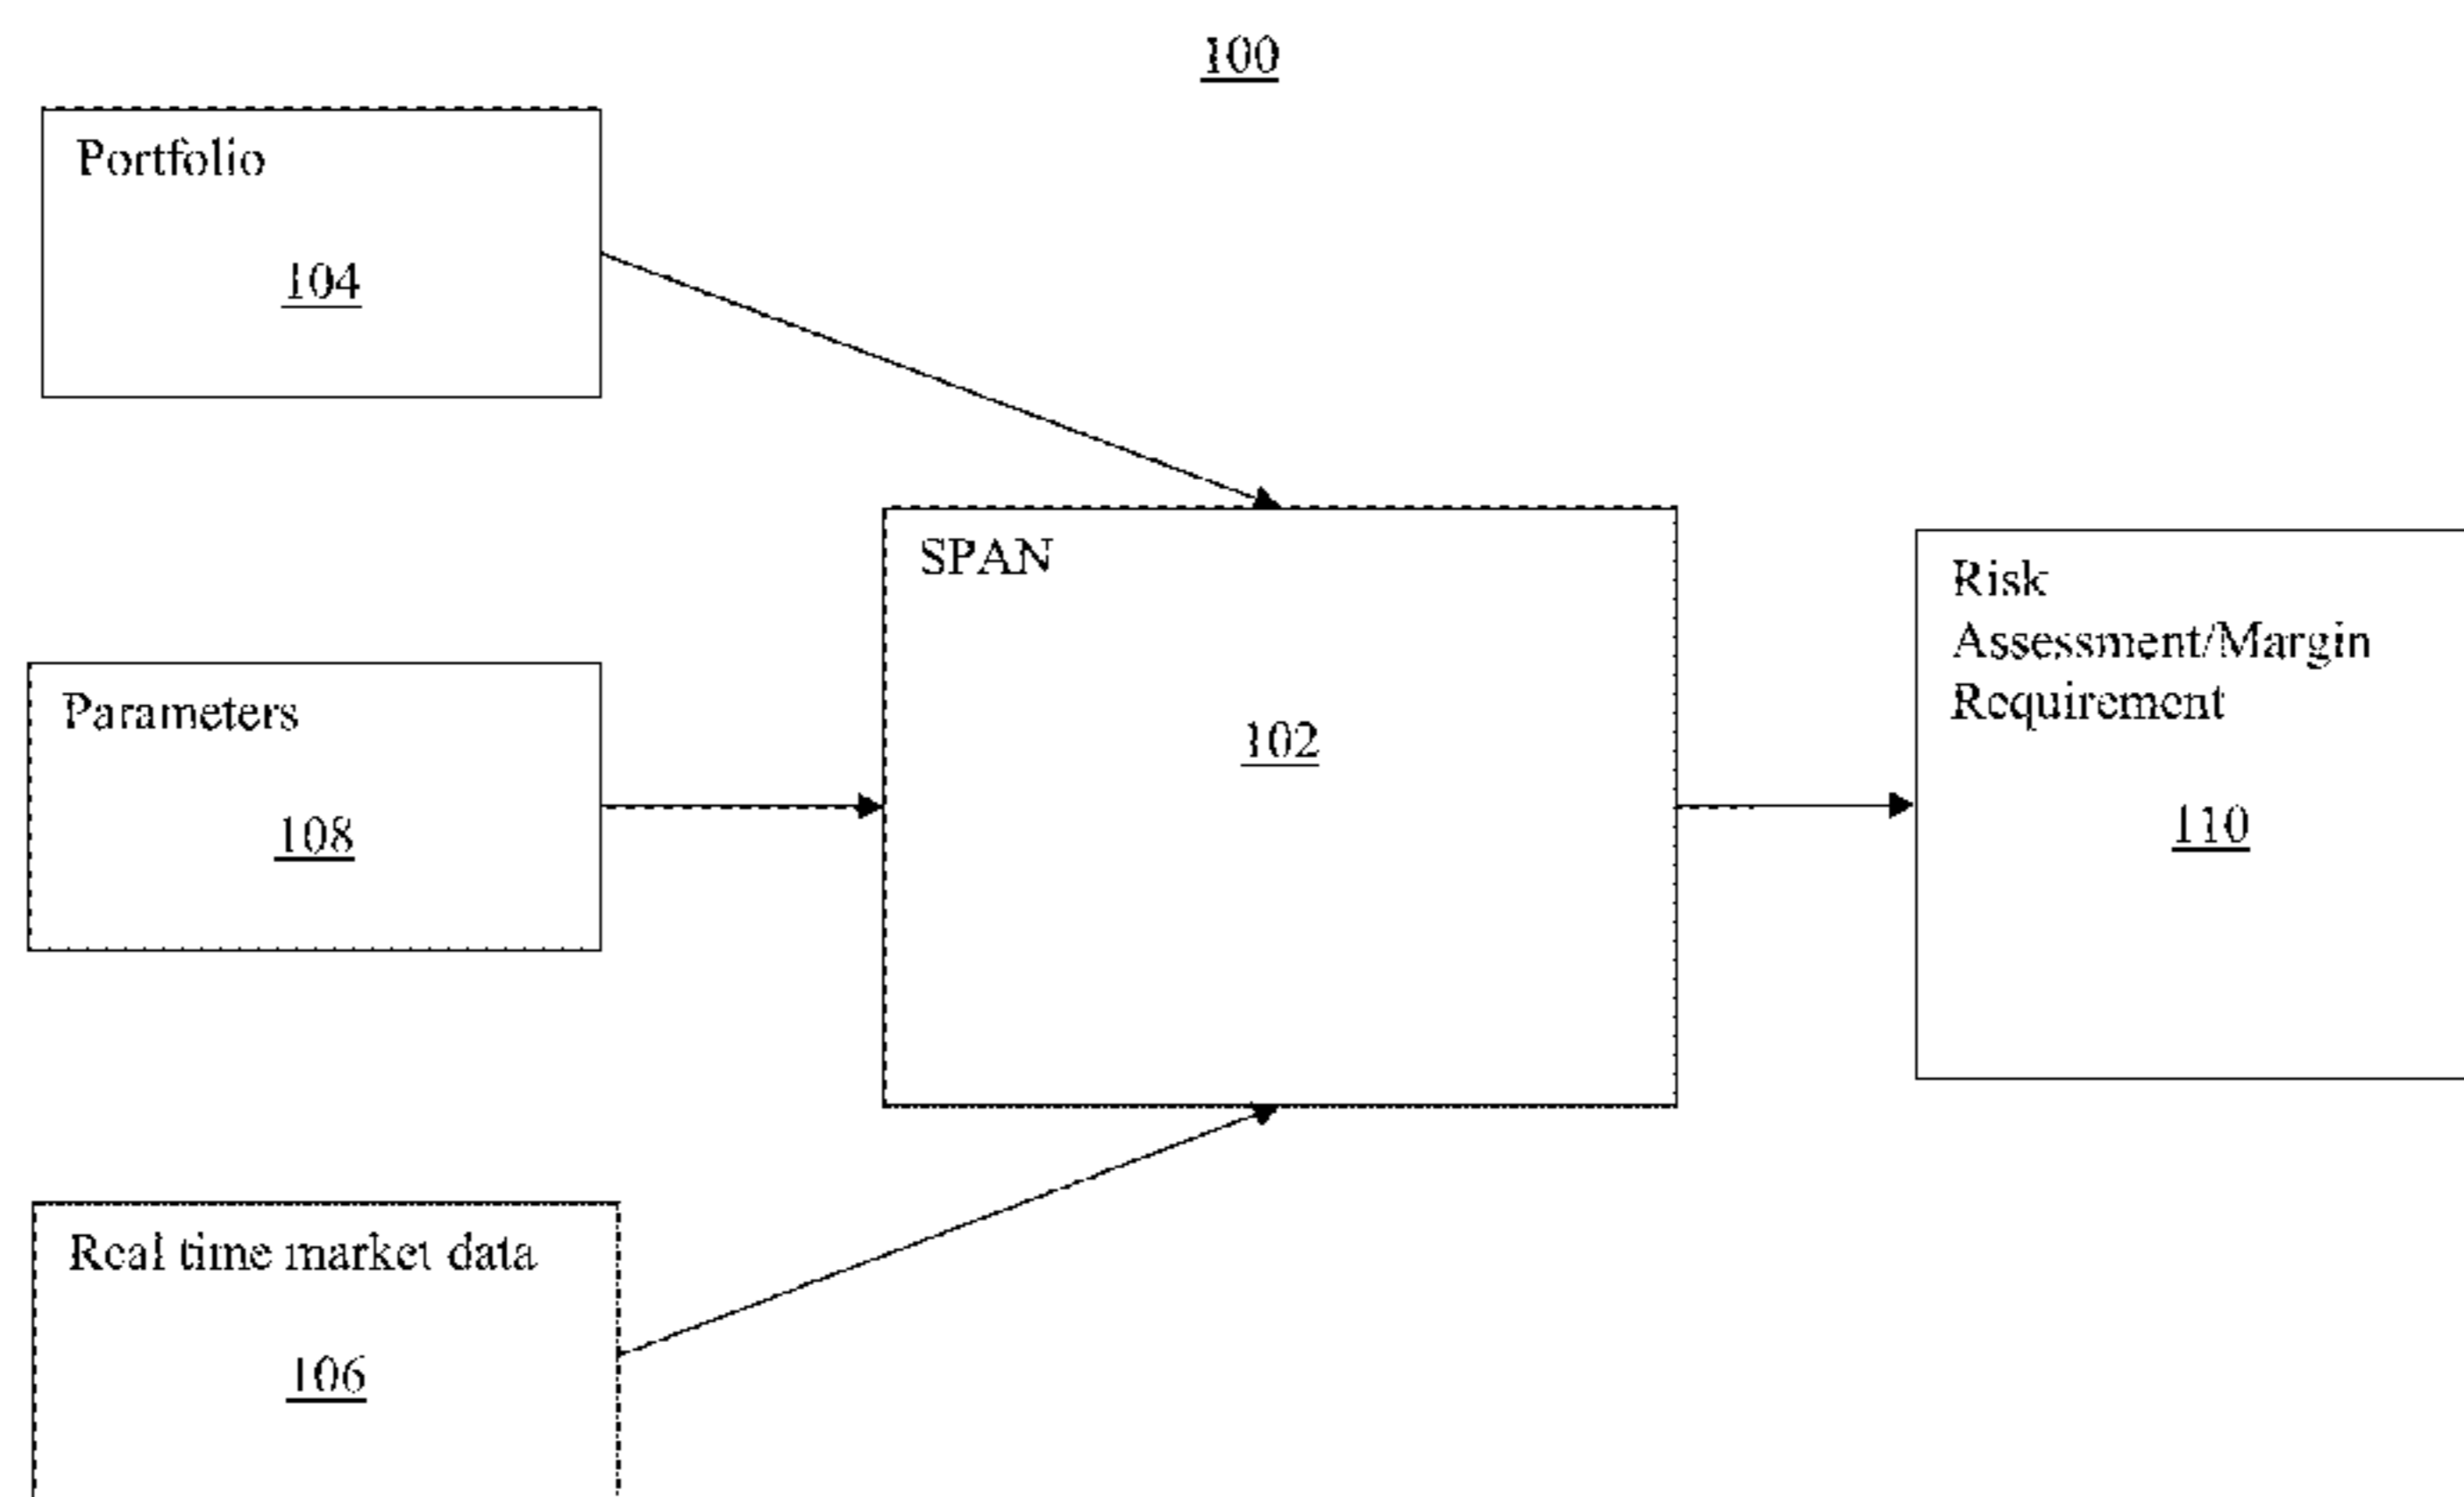 100
Portfolio
104
SPAN
102
Risk
Assessment/Margin
Requirement
110
Parameters
108
Real time market data
106